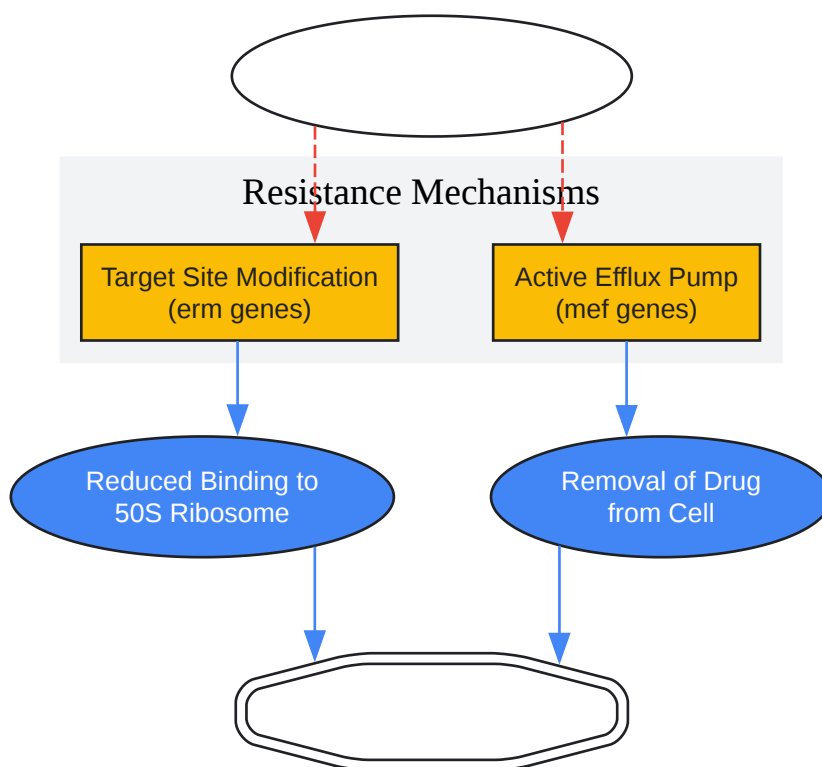 Resistance Mechanisms
Target Site Modification
(erm genes)
Active Efflux Pump
(mef genes)
Reduced Binding to
50S Ribosome
Removal of Drug
from Cell